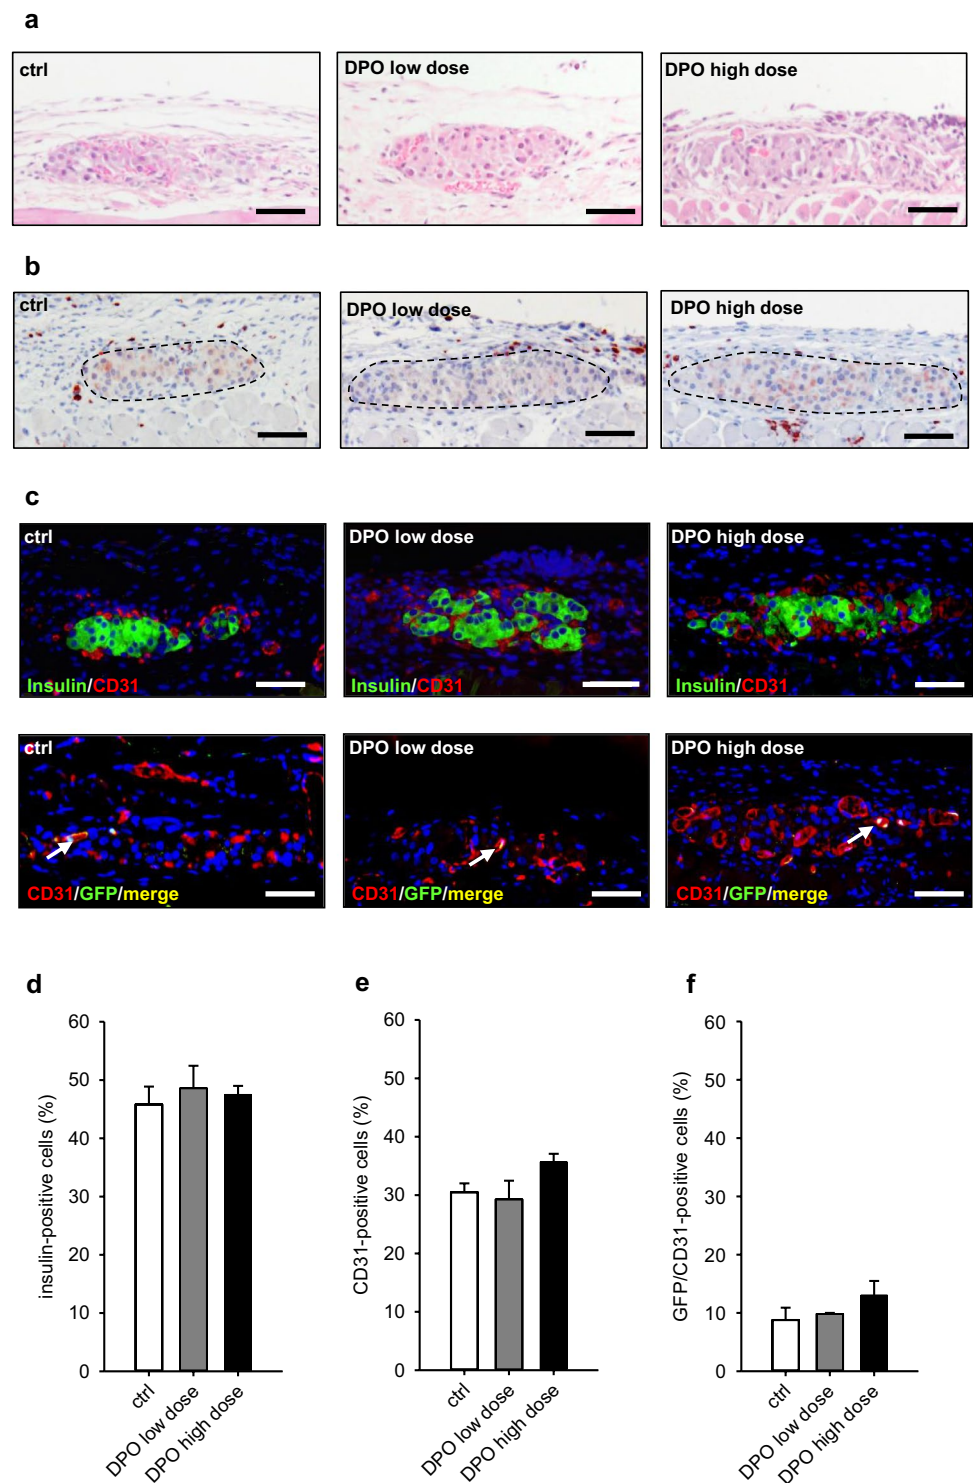 a
ctrl
DPO low dose
DPO high dose
b
ctrl
DPO low dose
DPO high dose
c
ctrl
DPO low dose
DPO high dose
Insulin/CD31
Insulin/CD31
Insulin/CD31
ctrl
DPO low dose
DPO high dose
CD31/GFP/merge
CD31/GFP/merge
CD31/GFP/merge
d
insulin-positive cells (%)
60
50
40
30
20
10
0
ctrl
DPO low dose
DPO high dose
e
CD31-positive cells (%)
60
50
40
30
20
10
0
ctrl
DPO low dose
DPO high dose
f
GFP/CD31-positive cells (%)
60
50
40
30
20
10
0
ctrl
DPO low dose
DPO high dose